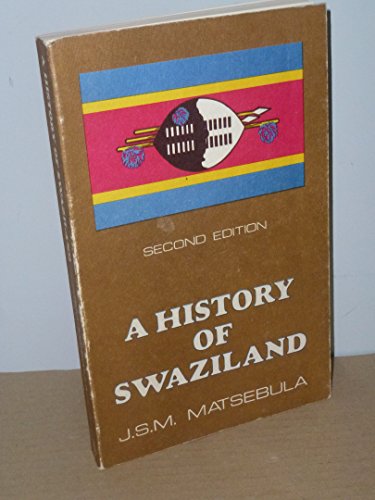 SECOND EDITION
A HISTORY
OF
SWAZILAND
J.S.M. MATSEBULA